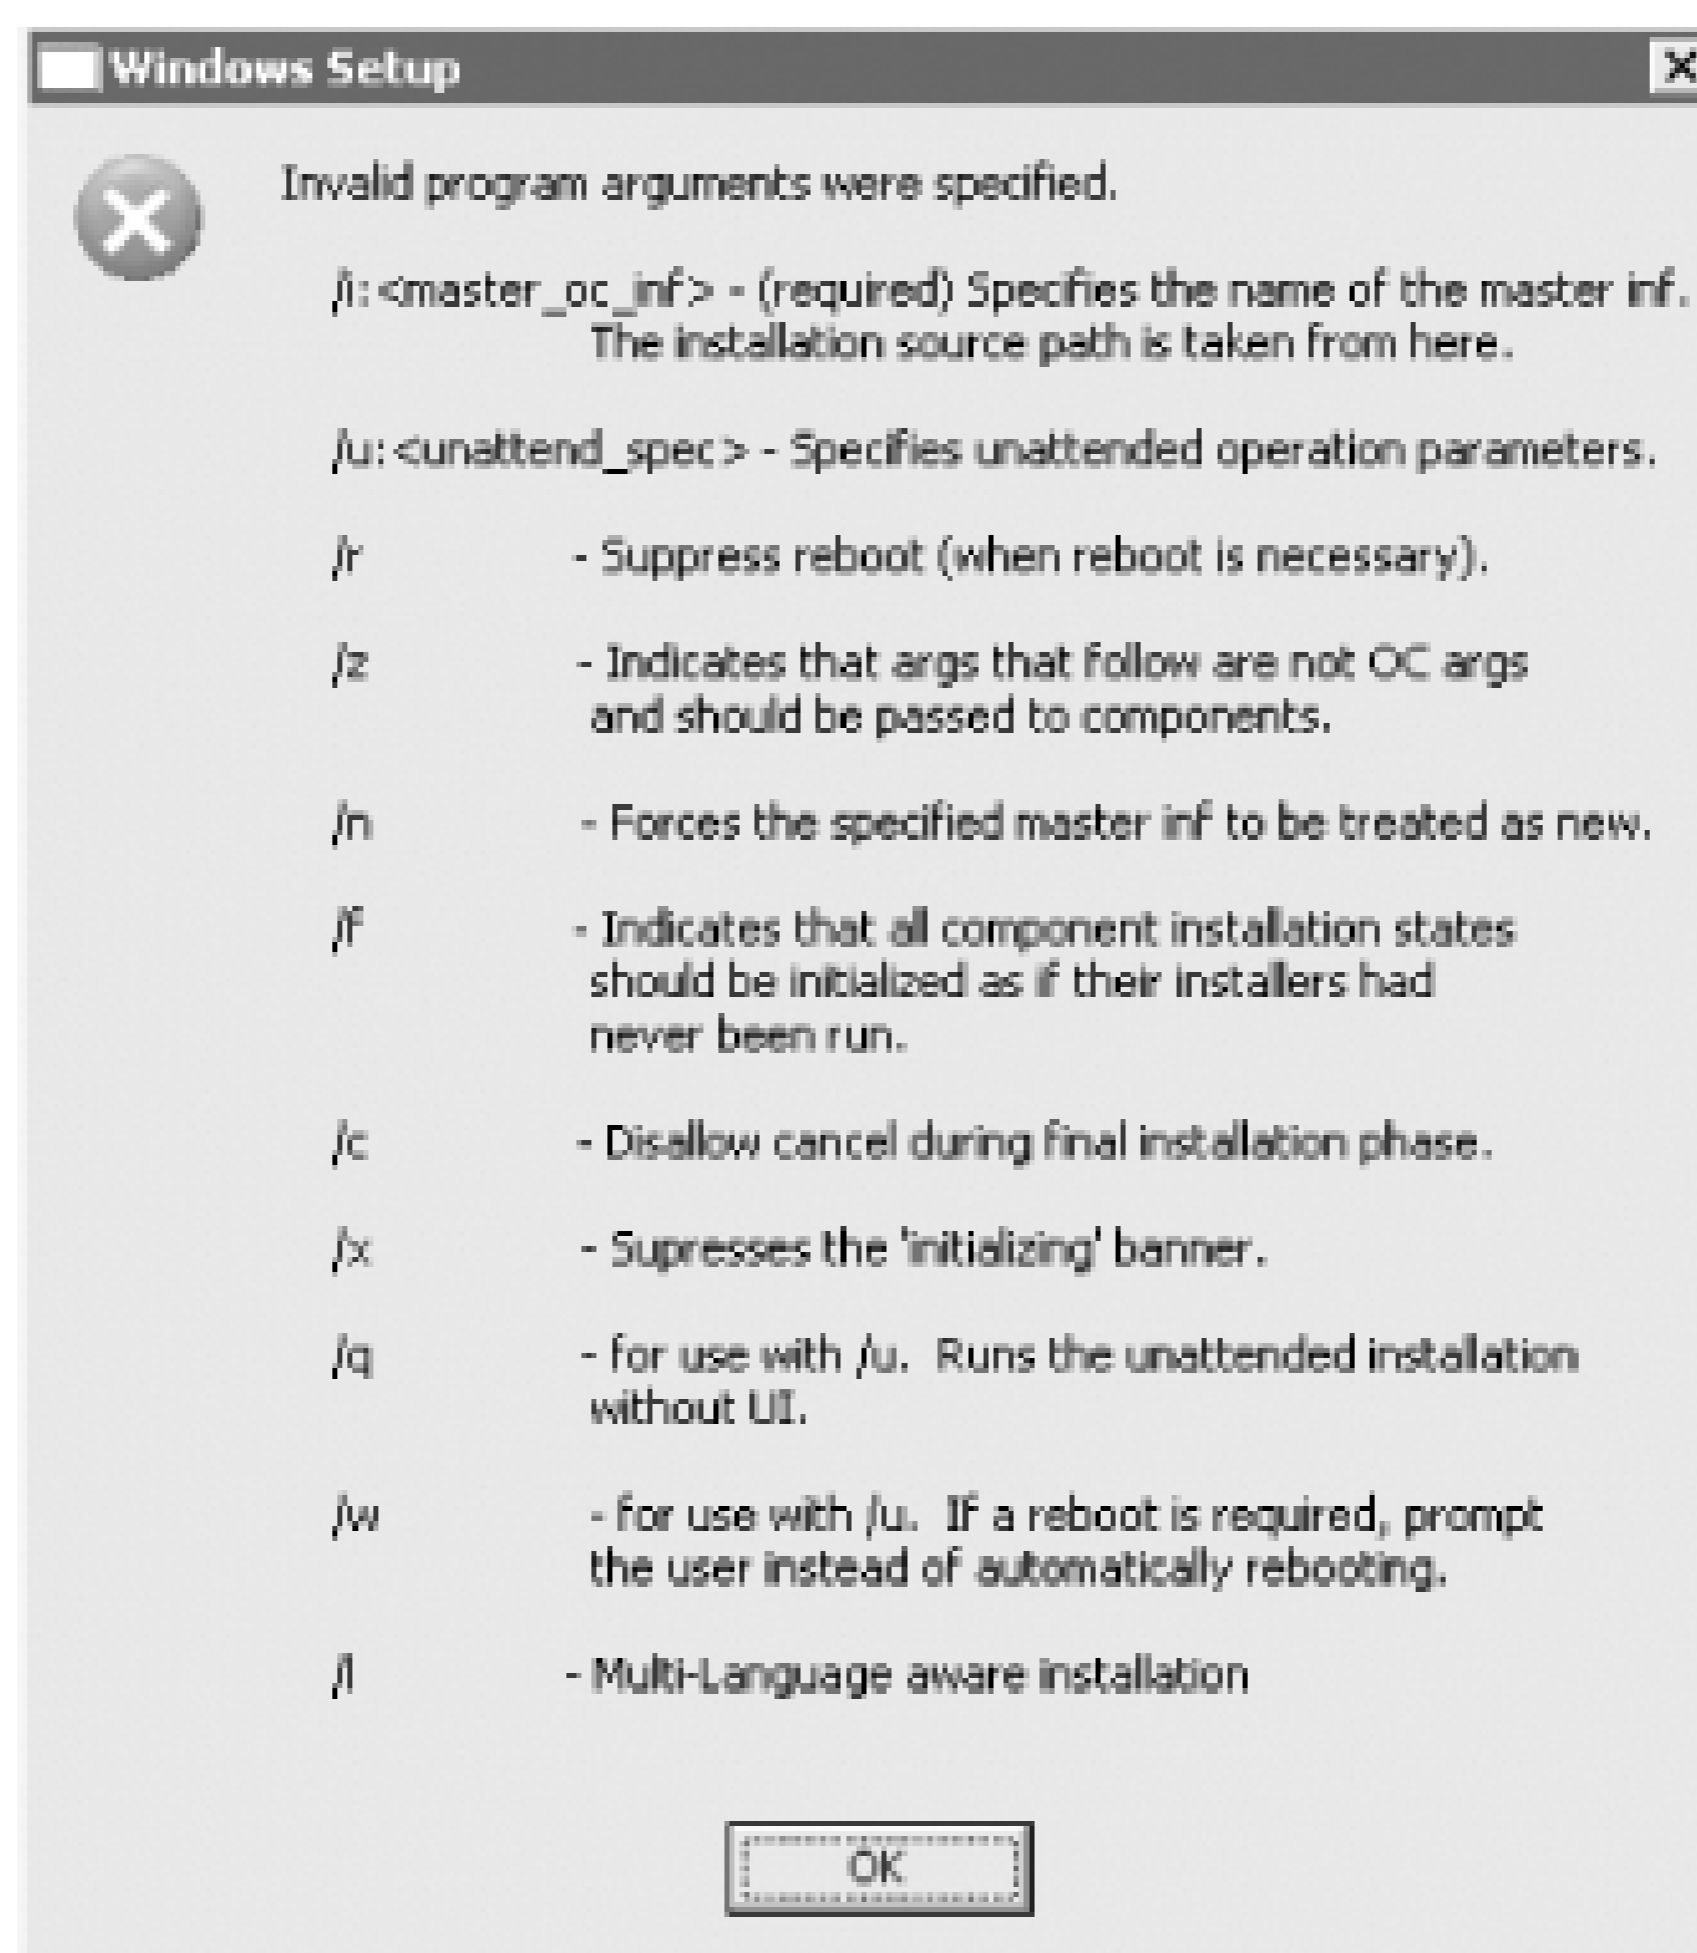 Windows Setup
Invalid program arguments were specified.
/i:<master_oc_inf> - (required) Specifies the name of the master inf.
The installation source path is taken from here.
/u:<unattend_spec> - Specifies unattended operation parameters.
/r - Suppress reboot (when reboot is necessary).
/z - Indicates that args that follow are not OC args
and should be passed to components.
/n - Forces the specified master inf to be treated as new.
/f - Indicates that all component installation states
should be initialized as if their installers had
never been run.
/c - Disallow cancel during final installation phase.
/x - Supresses the 'initializing' banner.
/q - for use with /u.  Runs the unattended installation
without UI.
/w - for use with /u.  If a reboot is required, prompt
the user instead of automatically rebooting.
/l - Multi-Language aware installation
OK